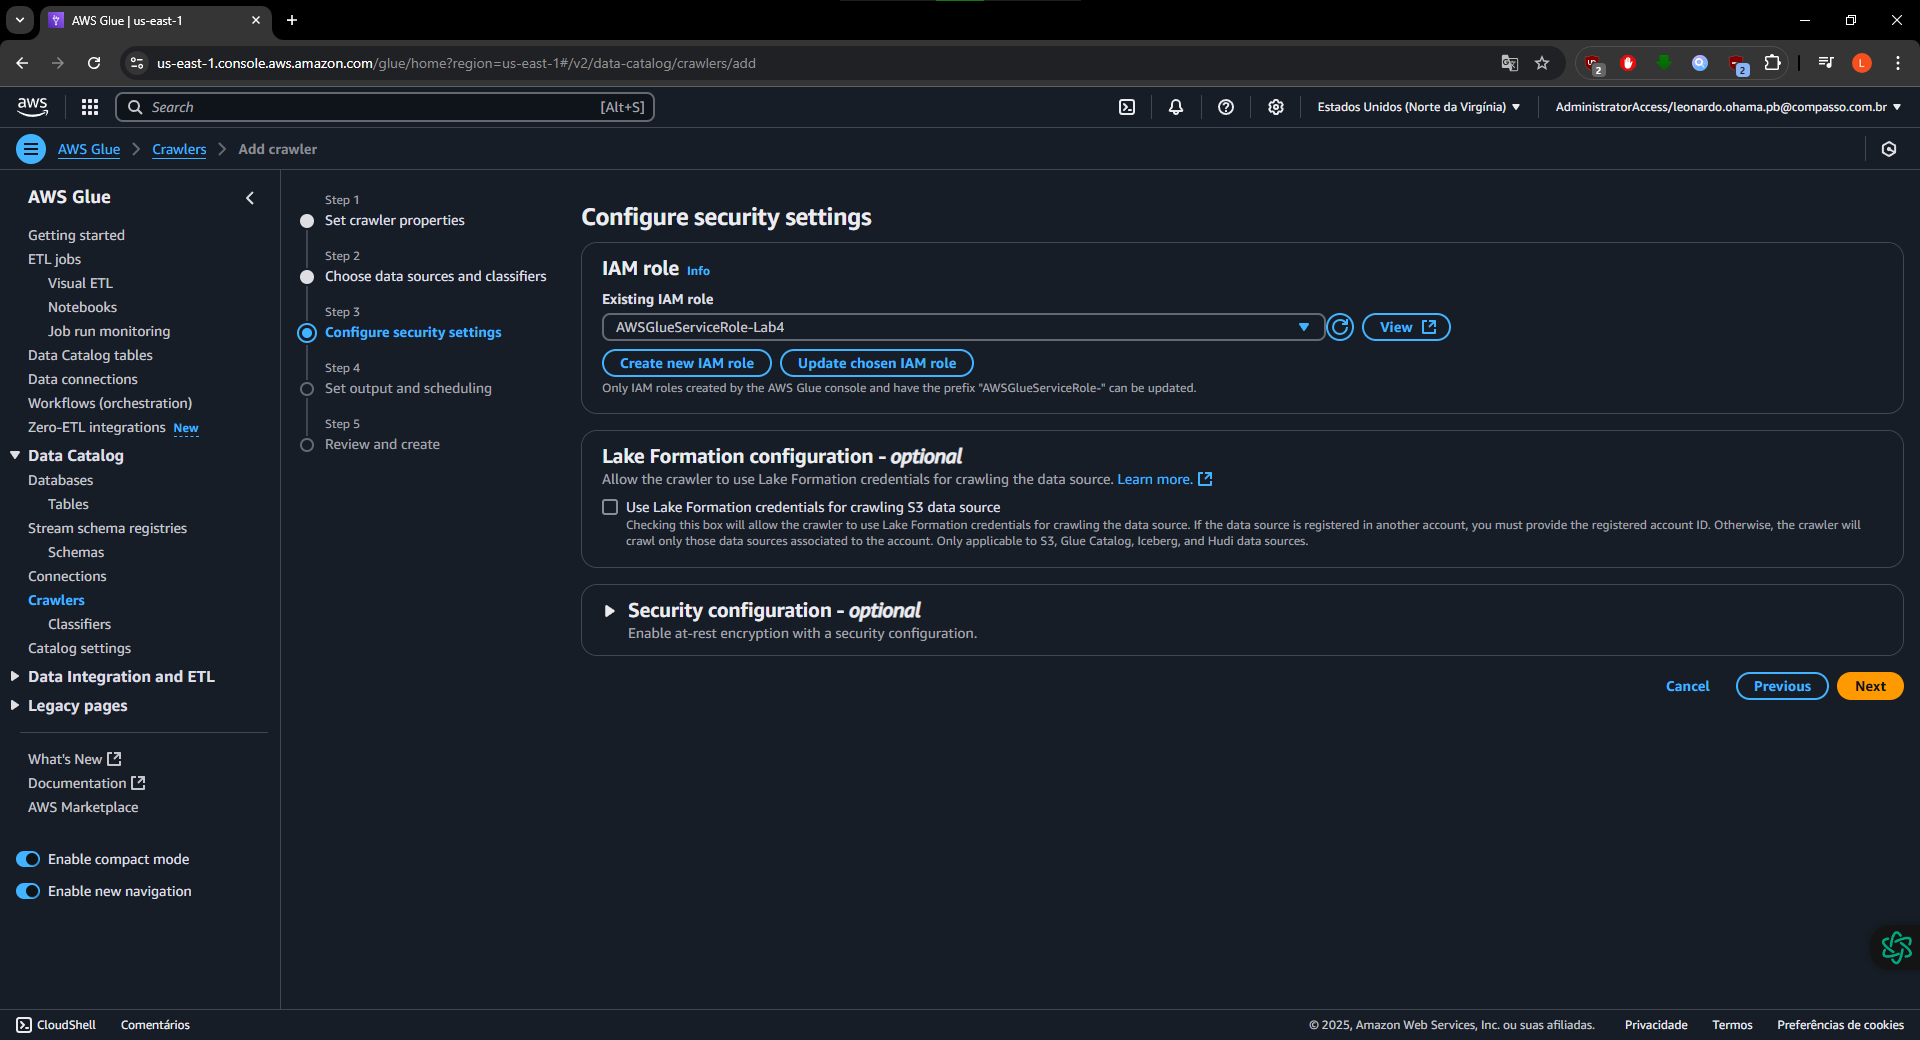 AWS Glue | us-east-1
us-east-1.console.aws.amazon.com/glue/home?region=us-east-1#/v2/data-catalog/crawlers/add
2
2
L
aws
Search
[Alt+S]
Estados Unidos (Norte da Virgínia)
AdministratorAccess/leonardo.ohama.pb@compasso.com.br
AWS Glue
Crawlers
Add crawler
AWS Glue
Getting started
ETL jobs
Visual ETL
Notebooks
Job run monitoring
Data Catalog tables
Data connections
Workflows (orchestration)
Zero-ETL integrations New
Data Catalog
Databases
Tables
Stream schema registries
Schemas
Connections
Crawlers
Classifiers
Catalog settings
Data Integration and ETL
Legacy pages
What's New
Documentation
AWS Marketplace
Enable compact mode
Enable new navigation
Step 1
Set crawler properties
Step 2
Choose data sources and classifiers
Step 3
Configure security settings
Step 4
Set output and scheduling
Step 5
Review and create
Configure security settings
IAM role Info
Existing IAM role
AWSGlueServiceRole-Lab4
View
Create new IAM role
Update chosen IAM role
Only IAM roles created by the AWS Glue console and have the prefix "AWSGlueServiceRole-" can be updated.
Lake Formation configuration - optional
Allow the crawler to use Lake Formation credentials for crawling the data source. Learn more.
Use Lake Formation credentials for crawling S3 data source
Checking this box will allow the crawler to use Lake Formation credentials for crawling the data source. If the data source is registered in another account, you must provide the registered account ID. Otherwise, the crawler will
crawl only those data sources associated to the account. Only applicable to S3, Glue Catalog, Iceberg, and Hudi data sources.
Security configuration - optional
Enable at-rest encryption with a security configuration.
Cancel
Previous
Next
CloudShell
Comentários
© 2025, Amazon Web Services, Inc. ou suas afiliadas.
Privacidade
Termos
Preferências de cookies